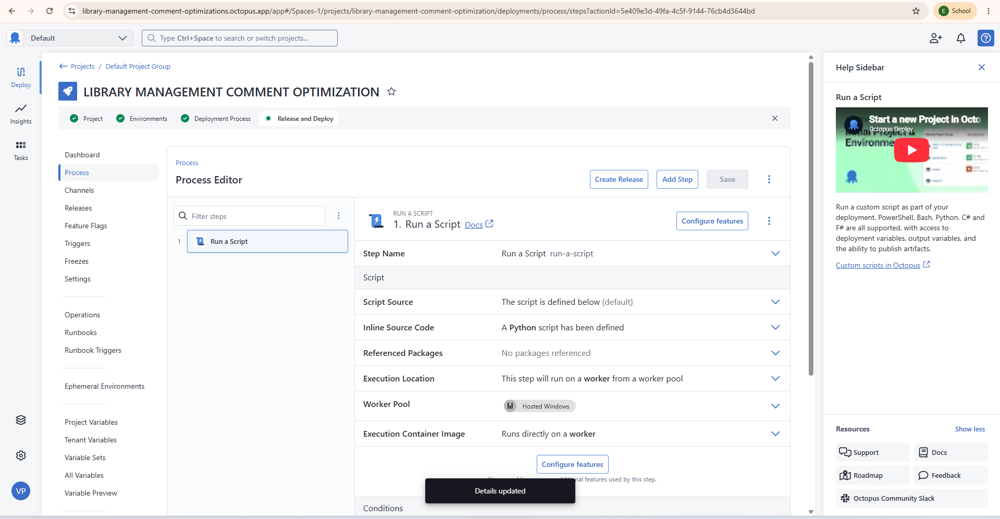 library-management-comment-optimizations.octopus.app/app#/Spaces-1/projects/library-management-comment-optimization/deployments/process/steps?actionId=5e409e3d-49fa-4c5f-9144-76cb4d3644bd
E School
Default
Type Ctrl+Space to search or switch projects...
Deploy
Insights
Tasks
VP
Projects / Default Project Group
LIBRARY MANAGEMENT COMMENT OPTIMIZATION
Project
Environments
Deployment Process
Release and Deploy
Dashboard
Process
Channels
Releases
Feature Flags
Triggers
Freezes
Settings
Operations
Runbooks
Runbook Triggers
Ephemeral Environments
Project Variables
Tenant Variables
Variable Sets
All Variables
Variable Preview
Process
Process Editor
Create Release
Add Step
Save
Filter steps
1 Run a Script
RUN A SCRIPT
1. Run a Script Docs
Configure features
Step Name Run a Script run-a-script
Script
Script Source The script is defined below (default)
Inline Source Code A Python script has been defined
Referenced Packages No packages referenced
Execution Location This step will run on a worker from a worker pool
Worker Pool Hosted Windows
Execution Container Image Runs directly on a worker
Configure features
nal features used by this step.
Details updated
Conditions
Help Sidebar
Run a Script
Start a new Project in Octo
Octopus Deploy
Initial Project &
Environme
Run a custom script as part of your
deployment. PowerShell, Bash, Python, C# and
F# are all supported, with access to
deployment variables, output variables, and
the ability to publish artifacts.
Custom scripts in Octopus
Resources Show less
Support
Docs
Roadmap
Feedback
Octopus Community Slack